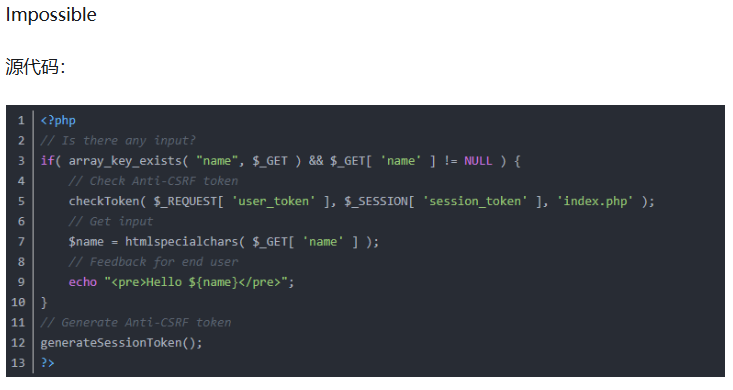 Impossible
源代码：
1 <?php
2 // Is there any input?
3 if( array_key_exists( "name", $_GET ) && $_GET[ 'name' ] != NULL ) {
4     // Check Anti-CSRF token
5     checkToken( $_REQUEST[ 'user_token' ], $_SESSION[ 'session_token' ], 'index.php' );
6     // Get input
7     $name = htmlspecialchars( $_GET[ 'name' ] );
8     // Feedback for end user
9     echo "<pre>Hello ${name}</pre>";
10 }
11 // Generate Anti-CSRF token
12 generateSessionToken();
13 ?>